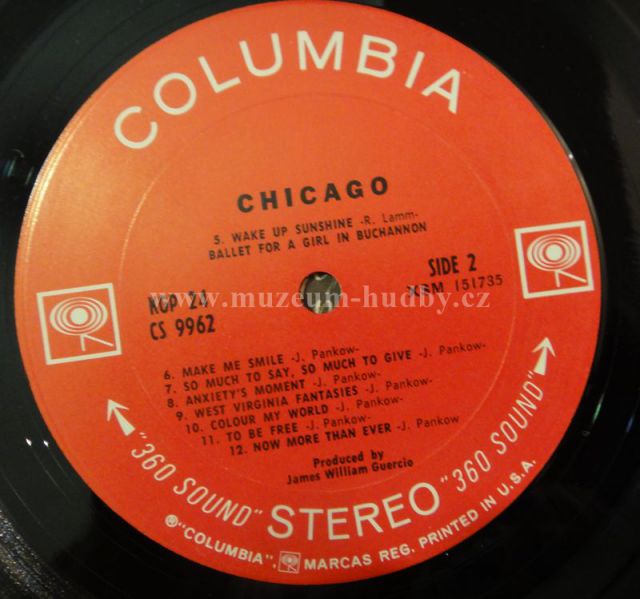 COLUMBIA
CHICAGO
5. WAKE UP SUNSHINE -R. Lamm-
BALLET FOR A GIRL IN BUCHANNON
SIDE 2
KGP 24
XSM 151735
www.muzeum-hudby.cz
CS 9962
6. MAKE ME SMILE -J. Pankow-
7. SO MUCH TO SAY, SO MUCH TO GIVE -J. Pankow-
8. ANXIETY'S MOMENT -J. Pankow-
9. WEST VIRGINIA FANTASIES -J. Pankow-
10. COLOUR MY WORLD -J. Pankow-
11. TO BE FREE -J. Pankow-
12. NOW MORE THAN EVER -J. Pankow
Produced by
James William Guercio
"360 SOUND" STEREO "360 SOUND"
℗"COLUMBIA", MARCAS REG. PRINTED IN U.S.A.